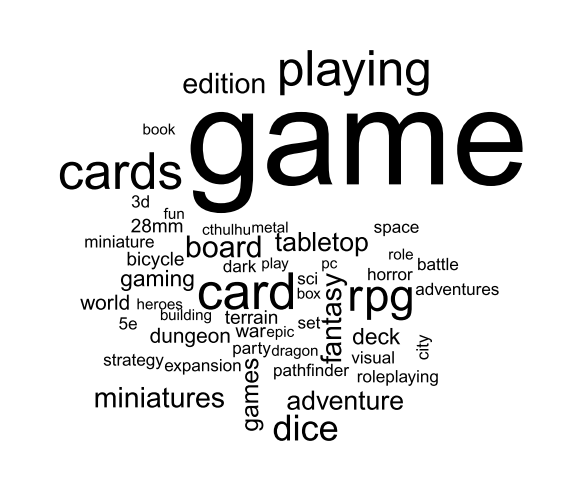 playing
edition
game
book
cards
3d
fun
28mm
cthulhu metal
space
miniature
board
tabletop
bicycle
dark play
pc
role
battle
gaming
sci
horror
card
rpg
adventures
box
fantasy
world heroes
building
5e
terrain
set
dungeon
war epic
deck
city
party dragon
visual
strategy expansion
pathfinder
roleplaying
games
miniatures
adventure
dice